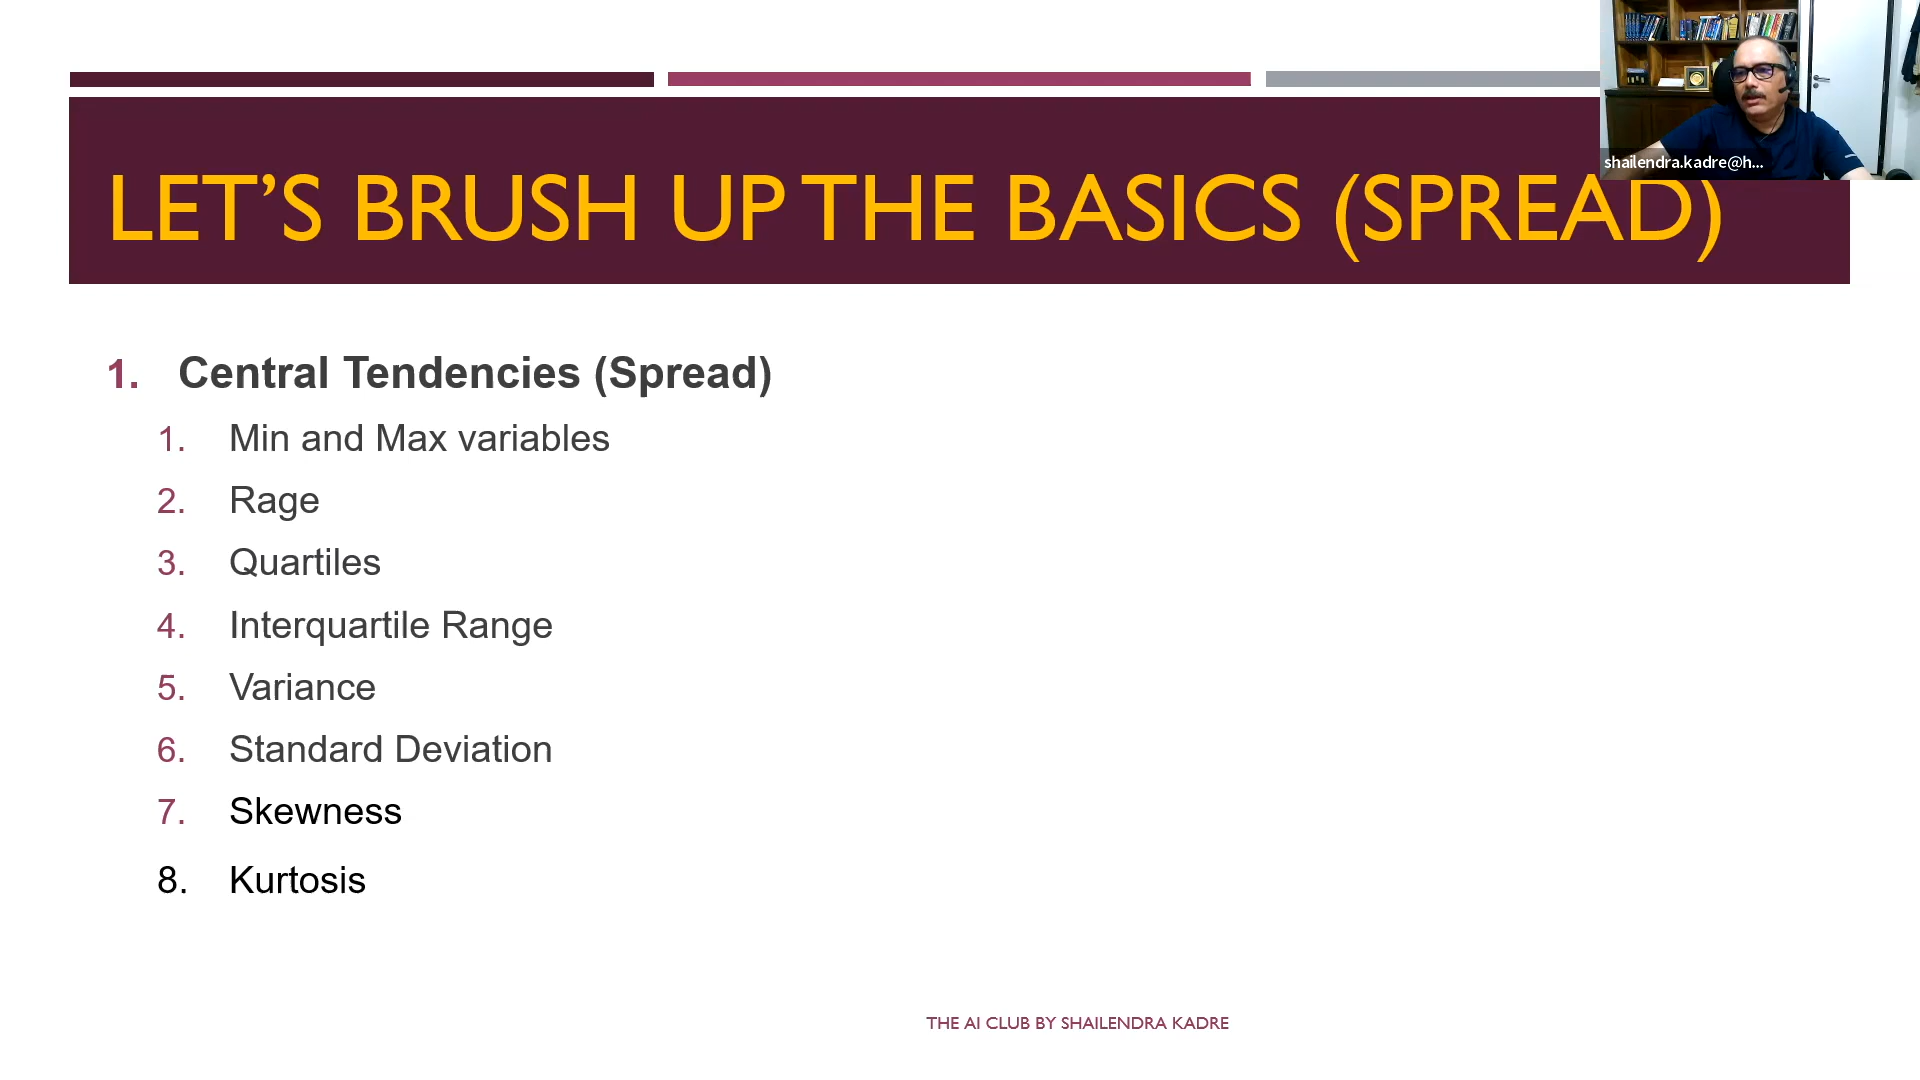 shailendra.kadre@h...
LET’S BRUSH UP THE BASICS (SPREAD)
1. Central Tendencies (Spread)
1. Min and Max variables
2. Rage
3. Quartiles
4. Interquartile Range
5. Variance
6. Standard Deviation
7. Skewness
8. Kurtosis
THE AI CLUB BY SHAILENDRA KADRE